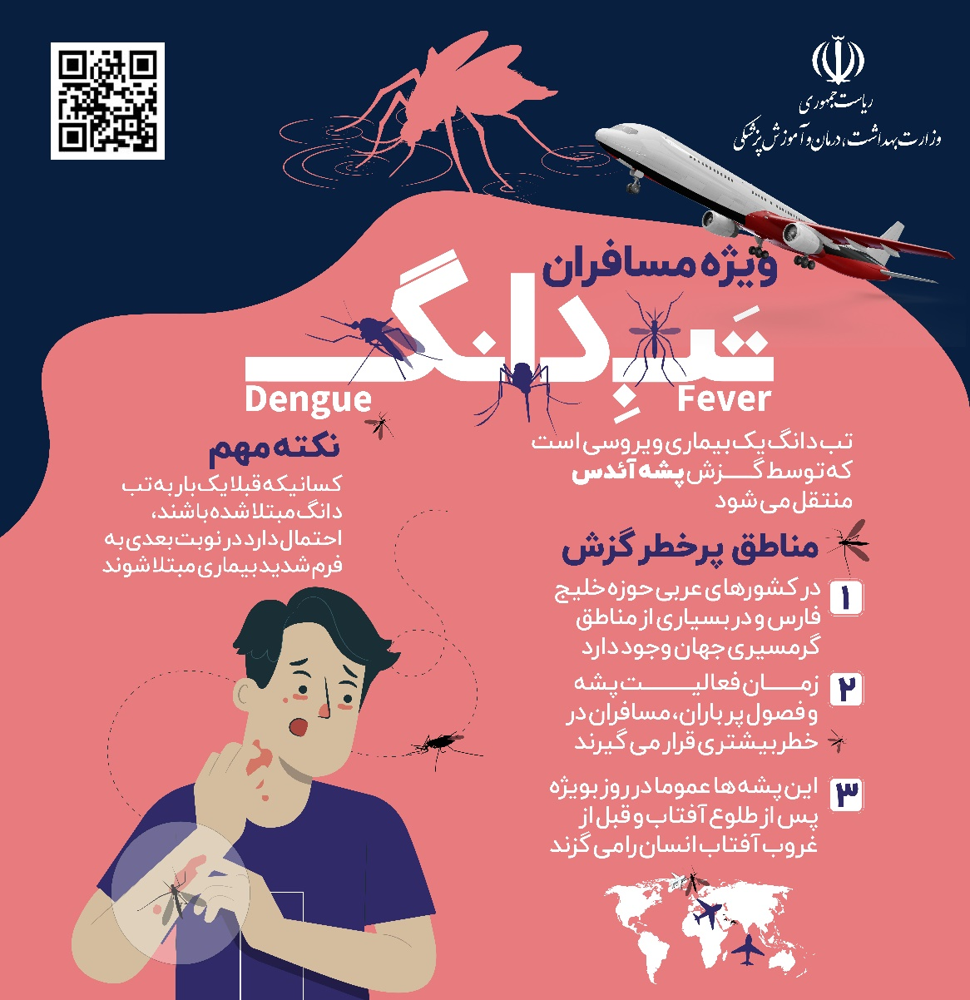 ریاست جمهوری
وزارت بهداشت، درمان و آموزش پزشکی
ویژه مسافران
تَبِ دانگ
Dengue Fever
تب دانگ یک بیماری ویروسی است
که توسط گزش پشه آئدس
منتقل می شود
مناطق پرخطر گزش
۱
در کشورهای عربی حوزه خلیج
فارس و در بسیاری از مناطق
گرمسیری جهان وجود دارد
۲
زمان فعالیت پشه
و فصول پر باران، مسافران در
خطر بیشتری قرار می گیرند
۳
این پشه ها عموما در روز بویژه
پس از طلوع آفتاب و قبل از
غروب آفتاب انسان را می گزند
نکته مهم
کسانیکه قبلا یک بار به تب
دانگ مبتلا شده باشند،
احتمال دارد در نوبت بعدی به
فرم شدید بیماری مبتلا شوند